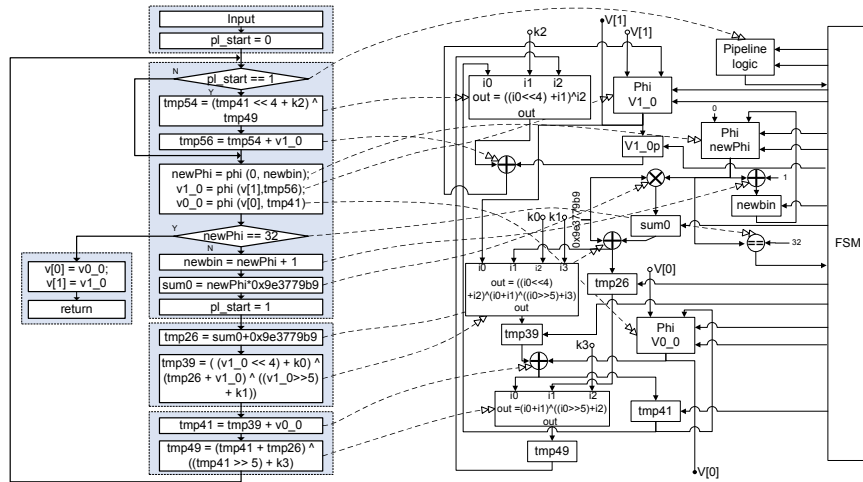 Input
pl_start = 0
N
pl_start == 1
Y
tmp54 = (tmp41 << 4 + k2) ^
tmp49
tmp56 = tmp54 + v1_0
newPhi = phi (0, newbin);
v1_0 = phi (v[1],tmp56);
v0_0 = phi (v[0], tmp41)
Y
newPhi == 32
N
v[0] = v0_0;
v[1] = v1_0
return
newbin = newPhi + 1
sum0 = newPhi*0x9e3779b9
pl_start = 1
tmp26 = sum0+0x9e3779b9
tmp39 = ( (v1_0 << 4) + k0) ^
(tmp26 + v1_0) ^ ((v1_0>>5)
+ k1))
tmp41 = tmp39 + v0_0
tmp49 = (tmp41 + tmp26) ^
((tmp41 >> 5) + k3)
k2
V[1]
V[1]
i0
i1
i2
out = ((i0<<4) +i1)^i2
out
Phi
V1_0
V1_0p
Pipeline
logic
0
Phi
newPhi
1
newbin
==
32
FSM
0x9e3779b9
sum0
k0
k1
i0
i1
i2
i3
out = ((i0<<4)
+i2)^(i0+i1)^((i0>>5)+i3)
out
tmp26
V[0]
Phi
V0_0
tmp39
k3
i0
i1
i2
out =(i0+i1)^((i0>>5)+i2)
out
tmp41
tmp49
V[0]